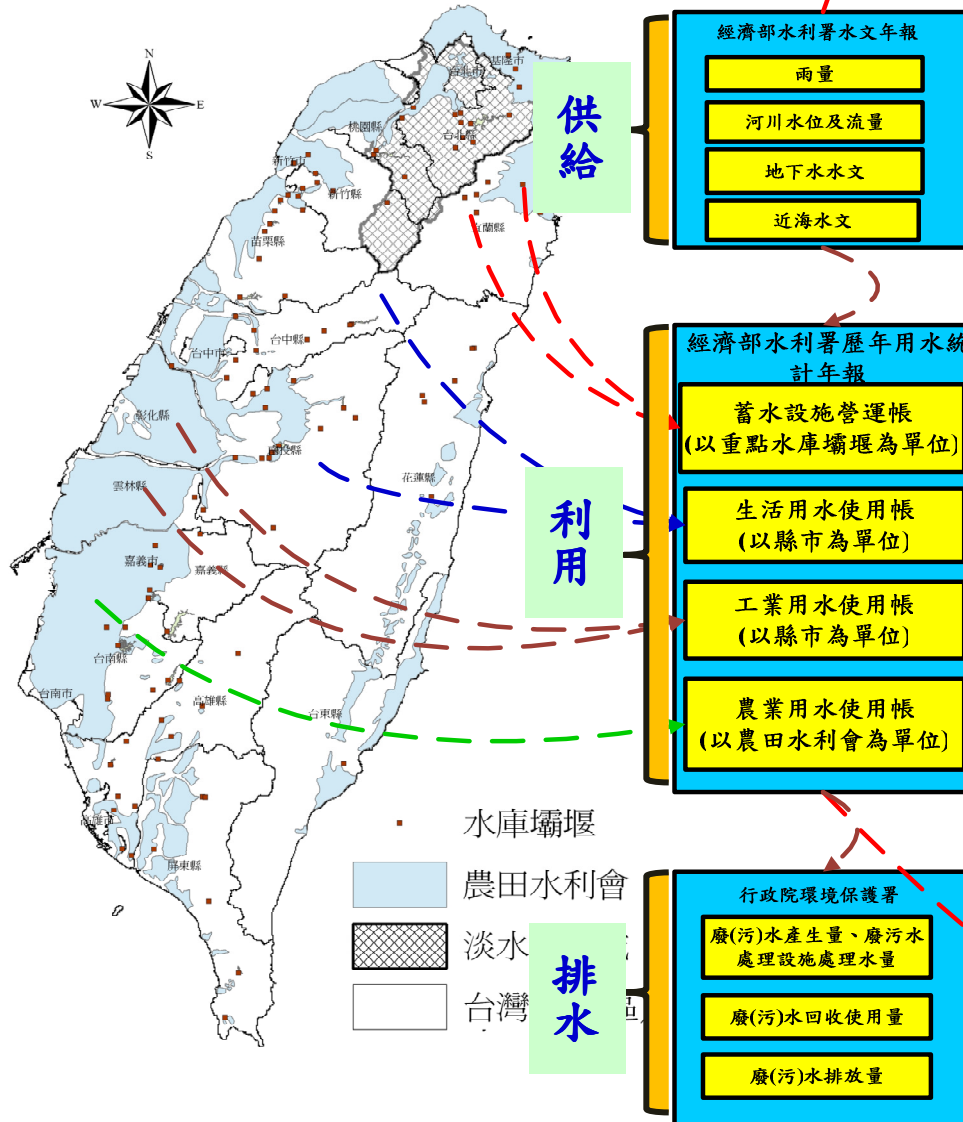 N
W
E
S
基隆市
台北市
桃園縣
台北縣
新竹市
新竹縣
宜蘭縣
苗栗縣
台中縣
台中市
彰化縣
南投縣
花蓮縣
雲林縣
嘉義市
嘉義縣
台南縣
台南市
高雄縣
台東縣
高雄市
屏東縣
水庫壩堰
農田水利會
淡水
台灣
供給
經濟部水利署水文年報
雨量
河川水位及流量
地下水水文
近海水文
利用
經濟部水利署歷年用水統
計年報
蓄水設施營運帳
(以重點水庫壩堰為單位)
生活用水使用帳
(以縣市為單位)
工業用水使用帳
(以縣市為單位)
農業用水使用帳
(以農田水利會為單位)
排水
行政院環境保護署
廢(污)水產生量、廢污水
處理設施處理水量
廢(污)水回收使用量
廢(污)水排放量